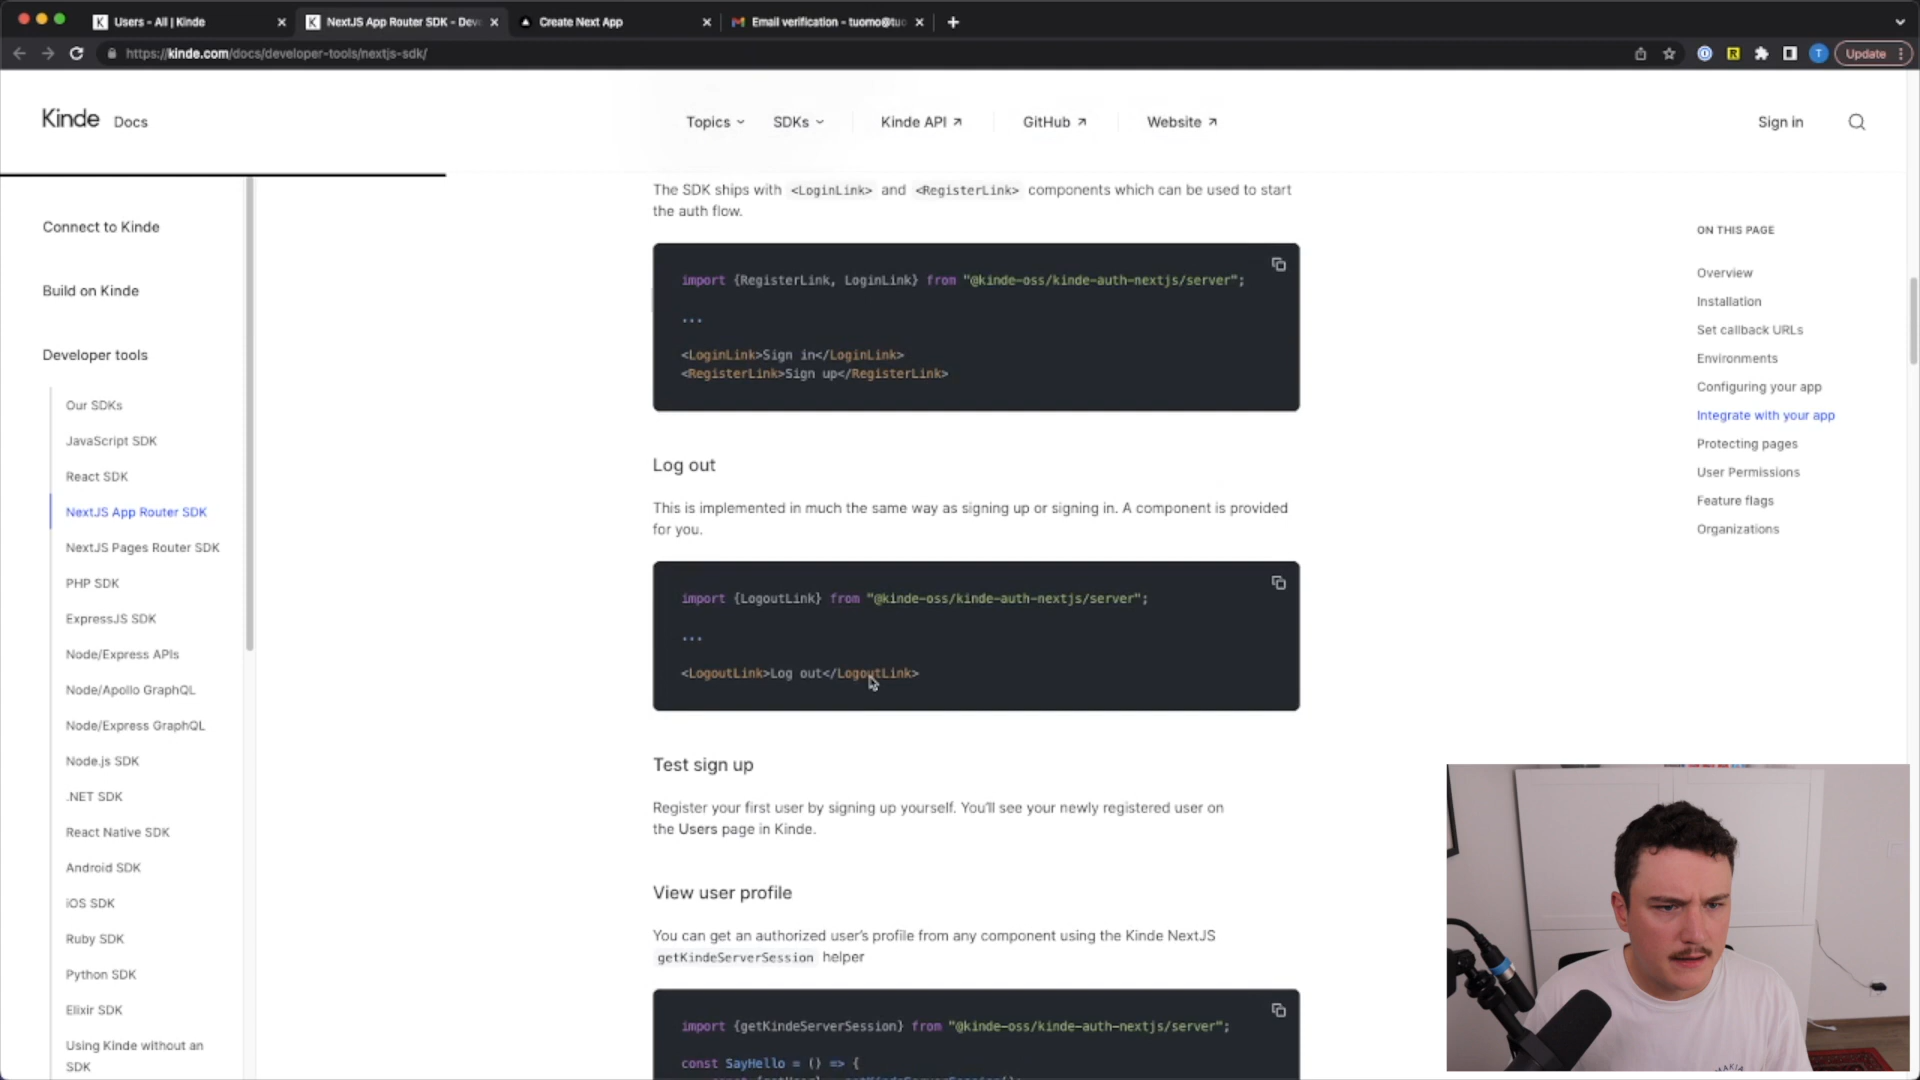 Users - All | Kinde
NextJS App Router SDK - Deve
Create Next App
Email verification - tuomo@tuo
https://kinde.com/docs/developer-tools/nextjs-sdk/
T
Update
Kinde Docs
Topics
SDKs
Kinde API ↗
GitHub ↗
Website ↗
Sign in
Connect to Kinde
Build on Kinde
Developer tools
Our SDKs
JavaScript SDK
React SDK
NextJS App Router SDK
NextJS Pages Router SDK
PHP SDK
ExpressJS SDK
Node/Express APIs
Node/Apollo GraphQL
Node/Express GraphQL
Node.js SDK
.NET SDK
React Native SDK
Android SDK
iOS SDK
Ruby SDK
Python SDK
Elixir SDK
Using Kinde without an
SDK
The SDK ships with <LoginLink> and <RegisterLink> components which can be used to start
the auth flow.
import {RegisterLink, LoginLink} from "@kinde-oss/kinde-auth-nextjs/server";
...
<LoginLink>Sign in</LoginLink>
<RegisterLink>Sign up</RegisterLink>
Log out
This is implemented in much the same way as signing up or signing in. A component is provided
for you.
import {LogoutLink} from "@kinde-oss/kinde-auth-nextjs/server";
...
<LogoutLink>Log out</LogoutLink>
Test sign up
Register your first user by signing up yourself. You'll see your newly registered user on
the Users page in Kinde.
View user profile
You can get an authorized user's profile from any component using the Kinde NextJS
getKindeServerSession helper
import {getKindeServerSession} from "@kinde-oss/kinde-auth-nextjs/server";
const SayHello = () => {
ON THIS PAGE
Overview
Installation
Set callback URLs
Environments
Configuring your app
Integrate with your app
Protecting pages
User Permissions
Feature flags
Organizations